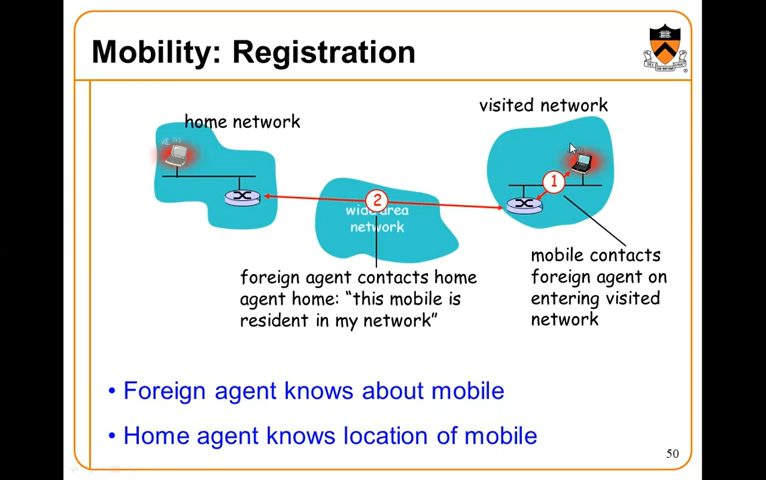 Mobility: Registration
home network
visited network
1
2
wide area
network
foreign agent contacts home
agent home: “this mobile is
resident in my network”
mobile contacts
foreign agent on
entering visited
network
• Foreign agent knows about mobile
• Home agent knows location of mobile
50